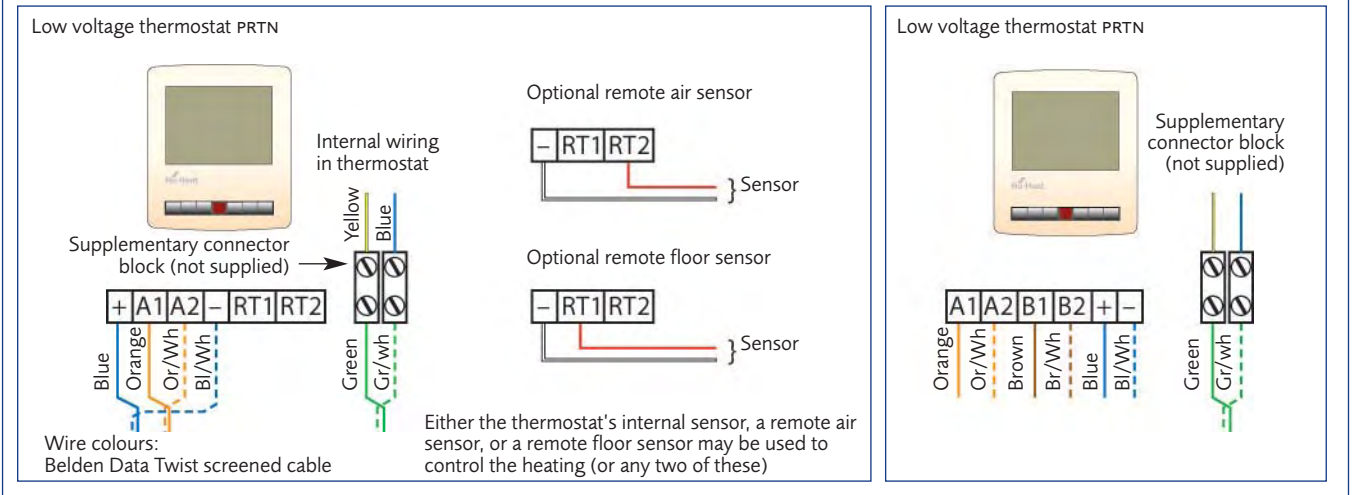 Low voltage thermostat PRTN
Internal wiring
in thermostat
Yellow
Blue
Supplementary connector
block (not supplied)
+ A1 A2 – RT1 RT2
Blue
Orange
Or/Wh
Bl/Wh
Green
Gr/wh
Wire colours:
Belden Data Twist screened cable
Optional remote air sensor
– RT1 RT2
} Sensor
Optional remote floor sensor
– RT1 RT2
} Sensor
Either the thermostat's internal sensor, a remote air
sensor, or a remote floor sensor may be used to
control the heating (or any two of these)
Low voltage thermostat PRTN
Supplementary
connector block
(not supplied)
A1 A2 B1 B2 + –
Orange
Or/Wh
Brown
Br/Wh
Blue
Bl/Wh
Green
Gr/wh